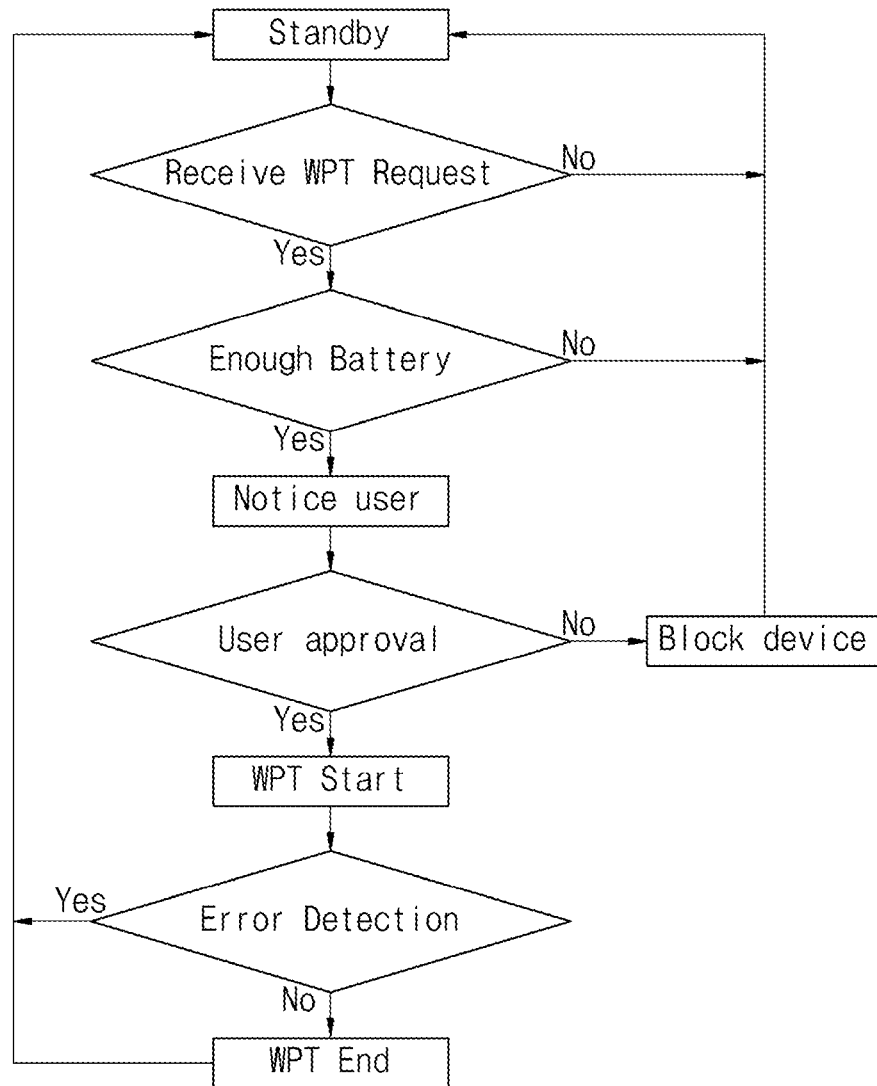 Standby
Receive WPT Request
No
Yes
Enough Battery
No
Yes
Notice user
User approval
No
Block device
Yes
WPT Start
Yes
Error Detection
No
WPT End